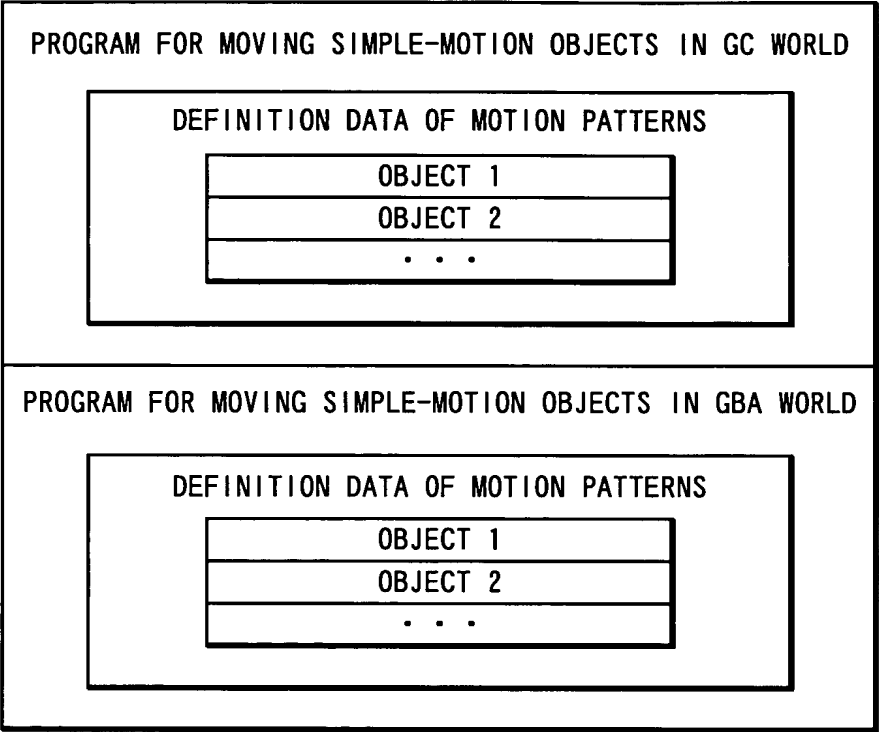 PROGRAM FOR MOVING SIMPLE-MOTION OBJECTS IN GC WORLD
DEFINITION DATA OF MOTION PATTERNS
OBJECT 1
OBJECT 2
· · ·
PROGRAM FOR MOVING SIMPLE-MOTION OBJECTS IN GBA WORLD
DEFINITION DATA OF MOTION PATTERNS
OBJECT 1
OBJECT 2
· · ·